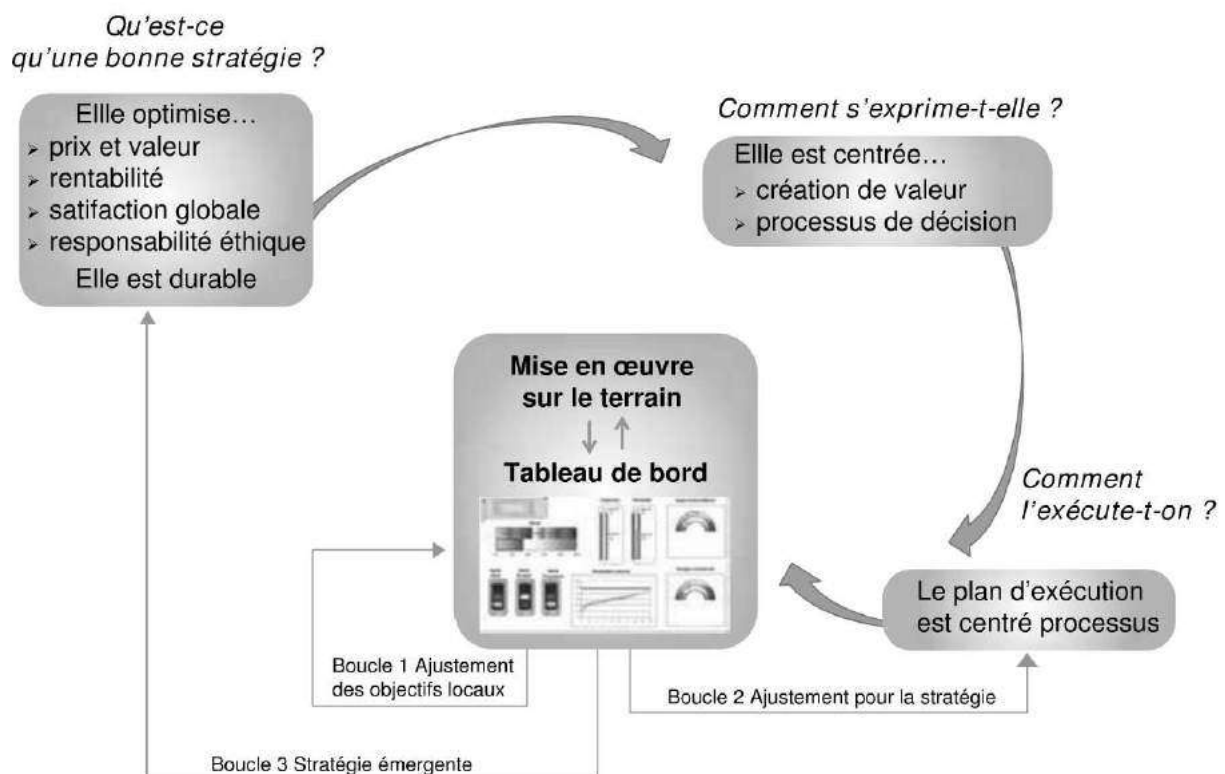 Qu'est-ce
qu'une bonne stratégie ?
Ellle optimise…
➢ prix et valeur
➢ rentabilité
➢ satifaction globale
➢ responsabilité éthique
Elle est durable
Comment s'exprime-t-elle ?
Ellle est centrée…
➢ création de valeur
➢ processus de décision
Comment
l'exécute-t-on ?
Le plan d'exécution
est centré processus
Mise en œuvre
sur le terrain
Tableau de bord
Boucle 1 Ajustement
des objectifs locaux
Boucle 2 Ajustement pour la stratégie
Boucle 3 Stratégie émergente